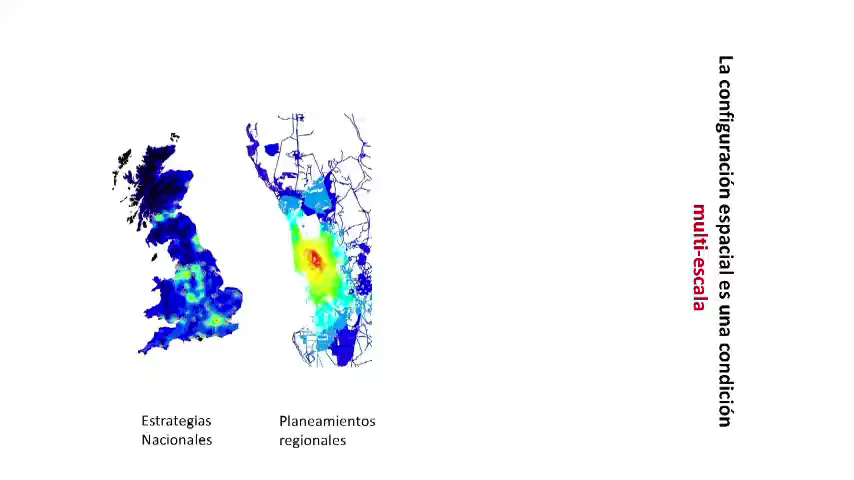 La configuración espacial es una condición
multi-escala
Estrategias
Nacionales
Planeamientos
regionales